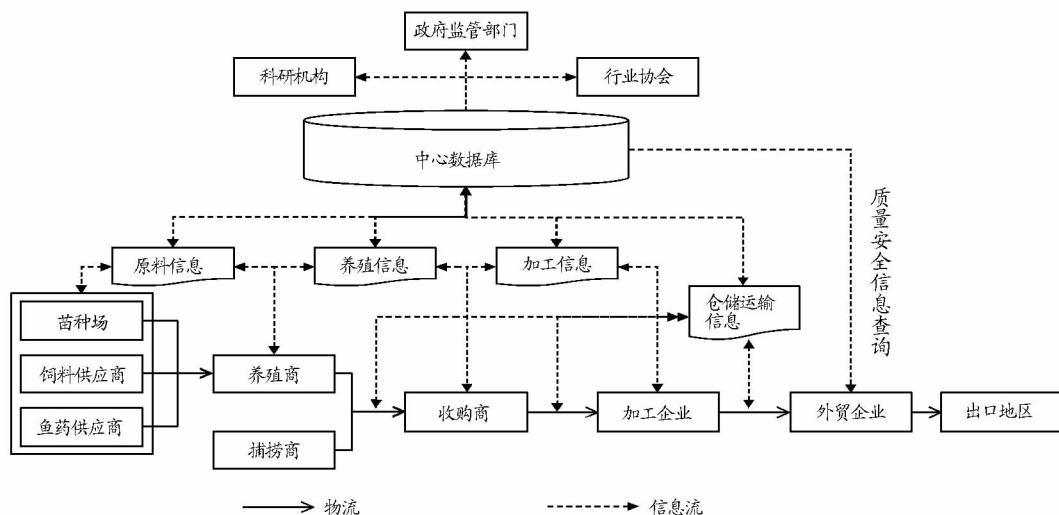 政府监管部门
科研机构
行业协会
中心数据库
质量安全信息查询
原料信息
养殖信息
加工信息
仓储运输
信息
苗种场
饲料供应商
鱼药供应商
养殖商
捕捞商
收购商
加工企业
外贸企业
出口地区
物流
信息流